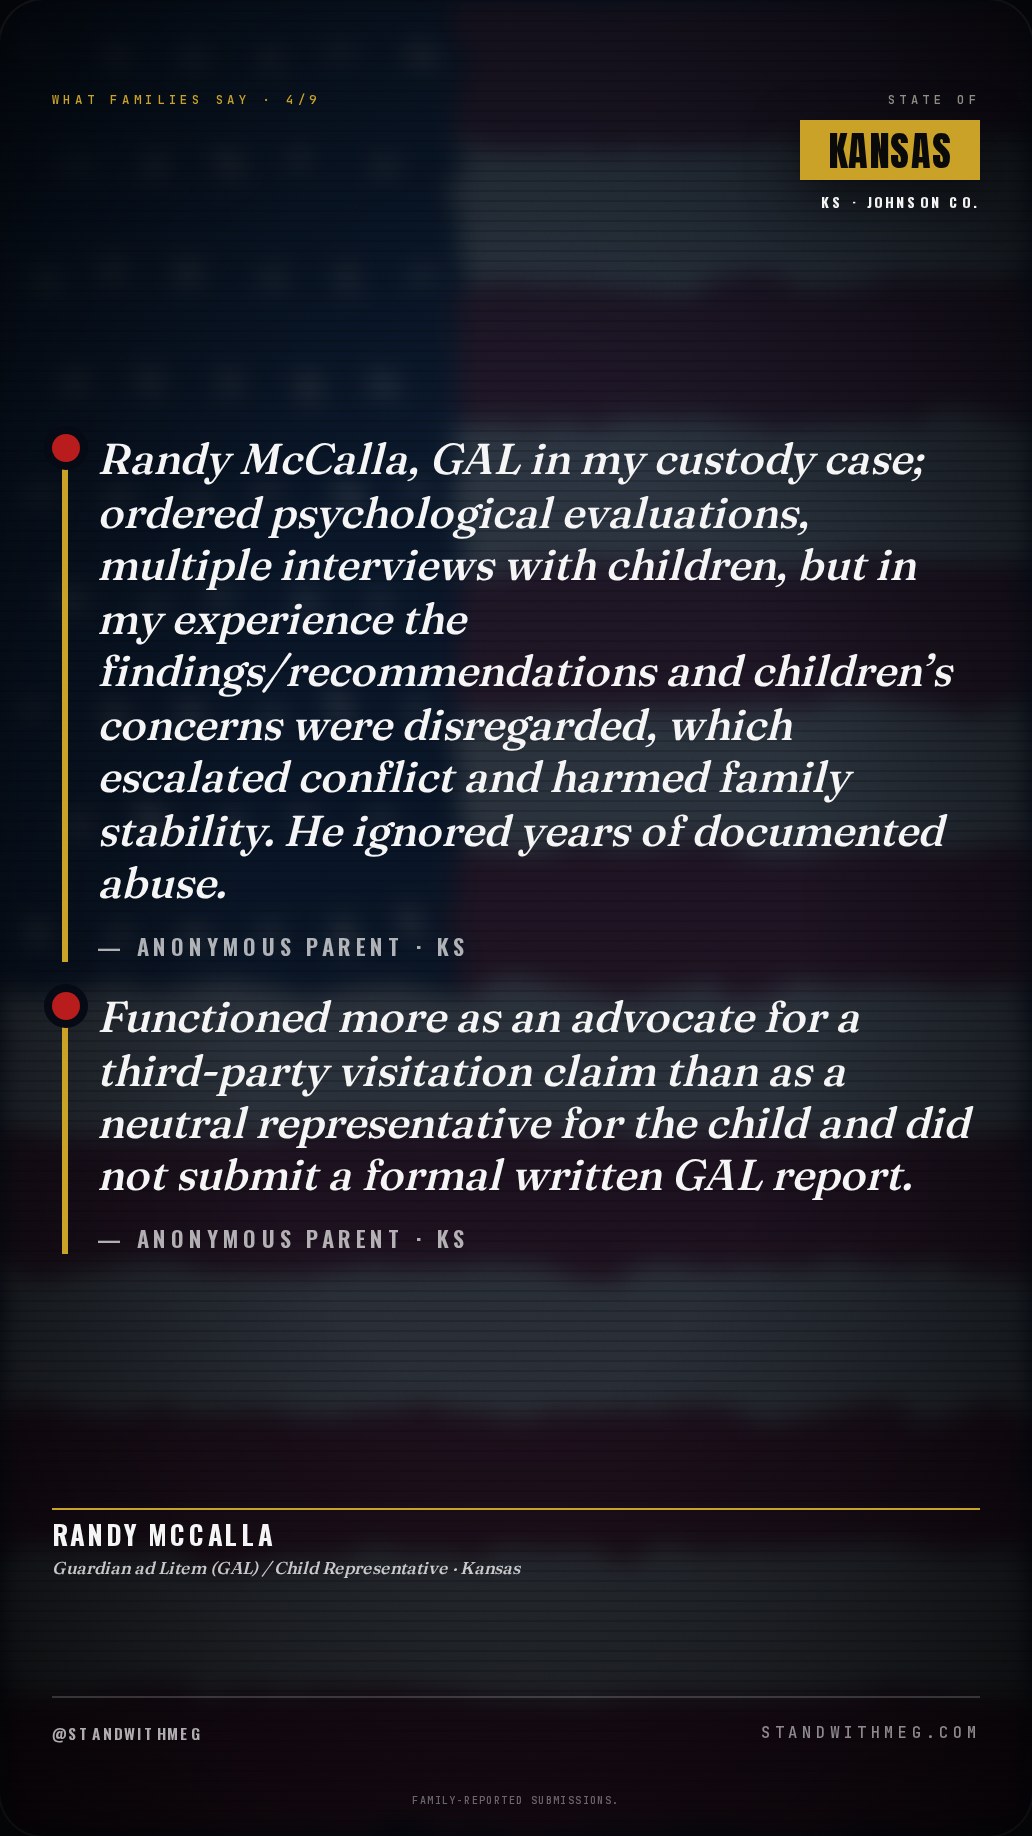 WHAT FAMILIES SAY · 4/9
STATE OF
KANSAS
KS · JOHNSON CO.
Randy McCalla, GAL in my custody case;
ordered psychological evaluations,
multiple interviews with children, but in
my experience the
findings/recommendations and children’s
concerns were disregarded, which
escalated conflict and harmed family
stability. He ignored years of documented
abuse.
— ANONYMOUS PARENT · KS
Functioned more as an advocate for a
third-party visitation claim than as a
neutral representative for the child and did
not submit a formal written GAL report.
— ANONYMOUS PARENT · KS
RANDY MCCALLA
Guardian ad Litem (GAL) / Child Representative · Kansas
@STANDWITHMEG
STANDWITHMEG.COM
FAMILY-REPORTED SUBMISSIONS.